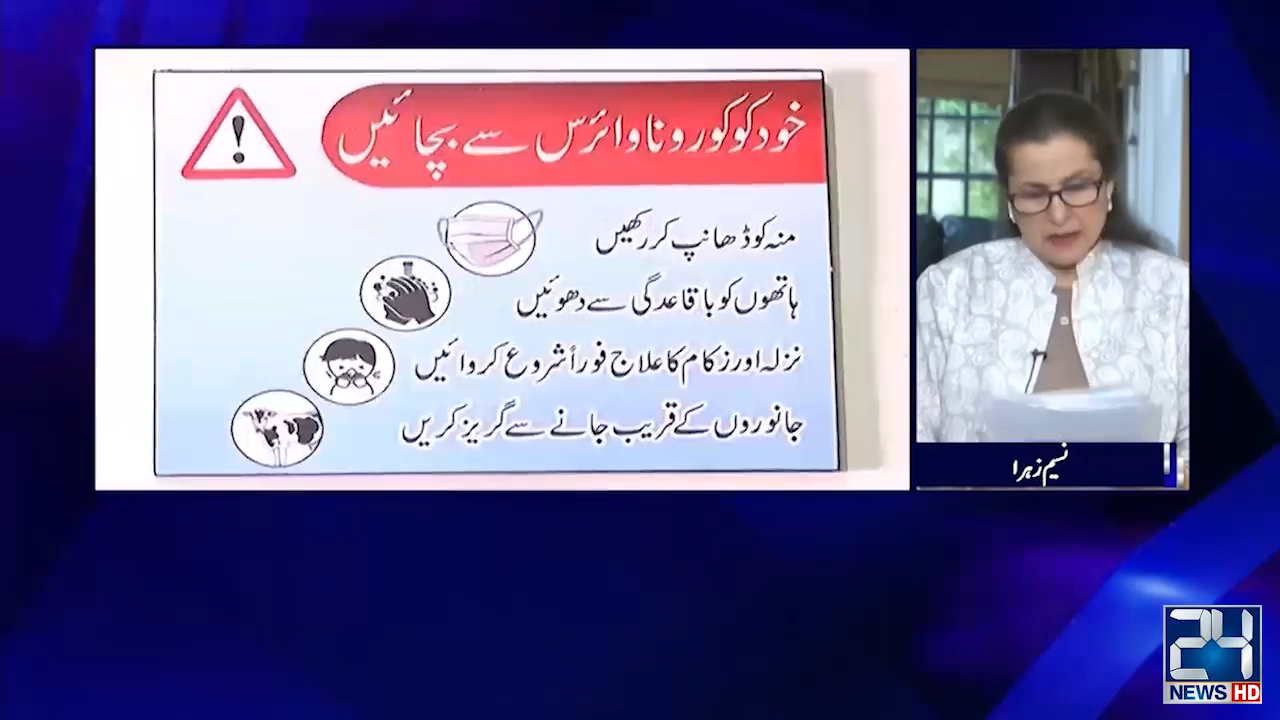 خود کو کورونا وائرس سے بچائیں
منہ کو ڈھانپ کر رکھیں
ہاتھوں کو باقاعدگی سے دھوئیں
نزلہ اور زکام کا علاج فوراً شروع کروائیں
جانوروں کے قریب جانے سے گریز کریں
نسیم زہرا
24
NEWS HD